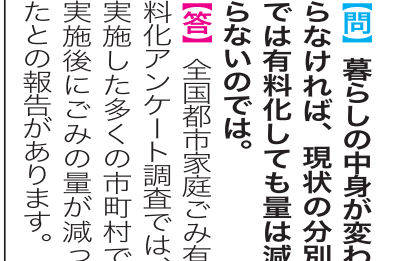 【問】暮らしの中身が変わ
らなければ、現状の分別
では有料化しても量は減
らないのでは。
【答】全国都市家庭ごみ有
料化アンケート調査では、
実施した多くの市町村で
実施後にごみの量が減っ
たとの報告があります。